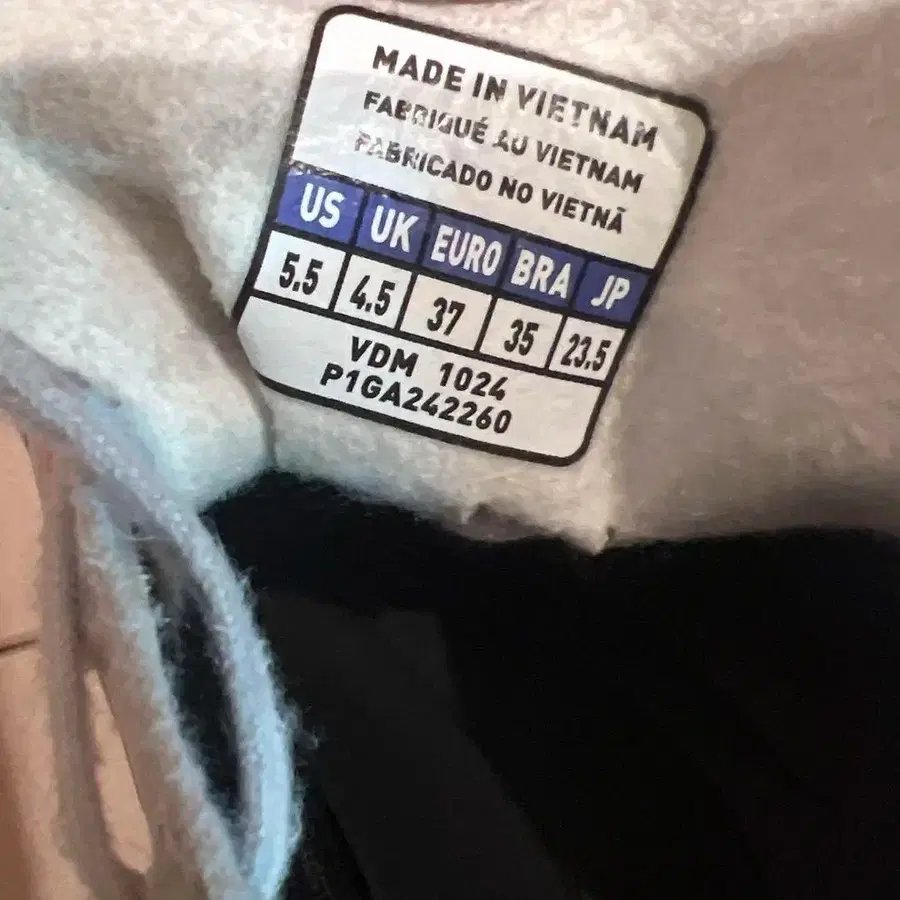 MADE IN VIETNAM
FABRIQUÉ AU VIETNAM
FABRICADO NO VIETNÃ
US UK EURO BRA JP
5.5 4.5 37 35 23.5
VDM 1024
P1GA242260